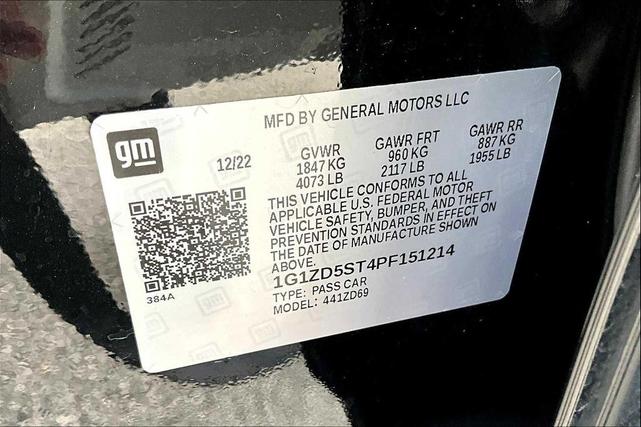 MFD BY GENERAL MOTORS LLC
gm
12/22
GVWR GAWR FRT GAWR RR
1847 KG 960 KG 887 KG
4073 LB 2117 LB 1955 LB
THIS VEHICLE CONFORMS TO ALL
APPLICABLE U.S. FEDERAL MOTOR
VEHICLE SAFETY, BUMPER, AND THEFT
PREVENTION STANDARDS IN EFFECT ON
THE DATE OF MANUFACTURE SHOWN
ABOVE.
1G1ZD5ST4PF151214
384A
TYPE: PASS CAR
MODEL: 441ZD69